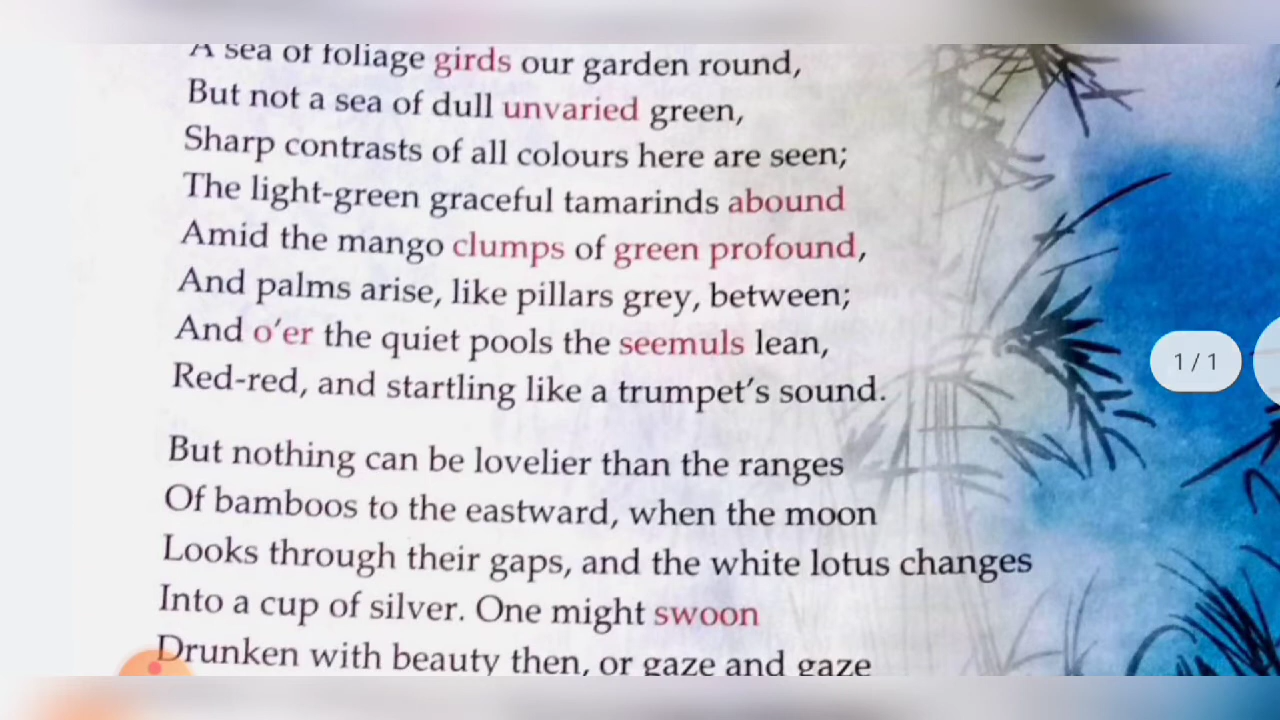 A sea of foliage girds our garden round,
But not a sea of dull unvaried green,
Sharp contrasts of all colours here are seen;
The light-green graceful tamarinds abound
Amid the mango clumps of green profound,
And palms arise, like pillars grey, between;
And o'er the quiet pools the seemuls lean,
Red-red, and startling like a trumpet's sound.
But nothing can be lovelier than the ranges
Of bamboos to the eastward, when the moon
Looks through their gaps, and the white lotus changes
Into a cup of silver. One might swoon
Drunken with beauty then, or gaze and gaze
1 / 1